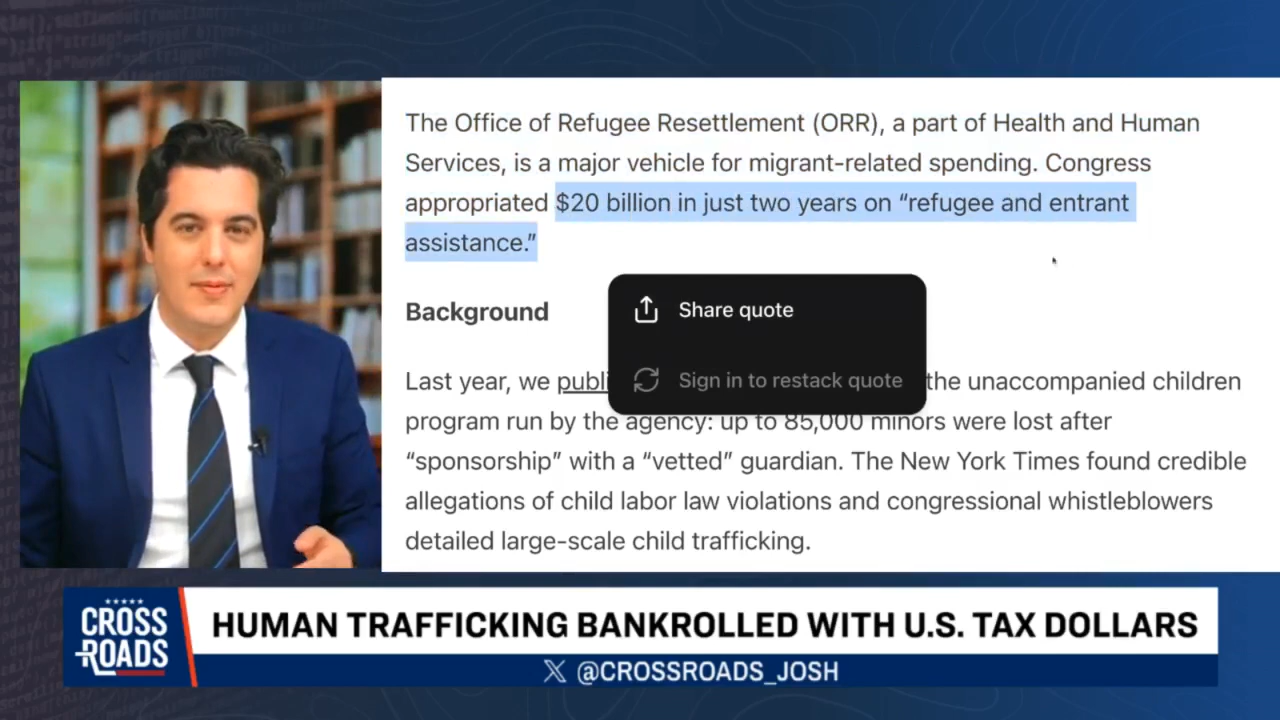 The Office of Refugee Resettlement (ORR), a part of Health and Human
Services, is a major vehicle for migrant-related spending. Congress
appropriated $20 billion in just two years on “refugee and entrant
assistance.”
Background
Share quote
Sign in to restack quote
Last year, we publi the unaccompanied children
program run by the agency: up to 85,000 minors were lost after
“sponsorship” with a “vetted” guardian. The New York Times found credible
allegations of child labor law violations and congressional whistleblowers
detailed large-scale child trafficking.
CROSS
ROADS
HUMAN TRAFFICKING BANKROLLED WITH U.S. TAX DOLLARS
X @CROSSROADS_JOSH